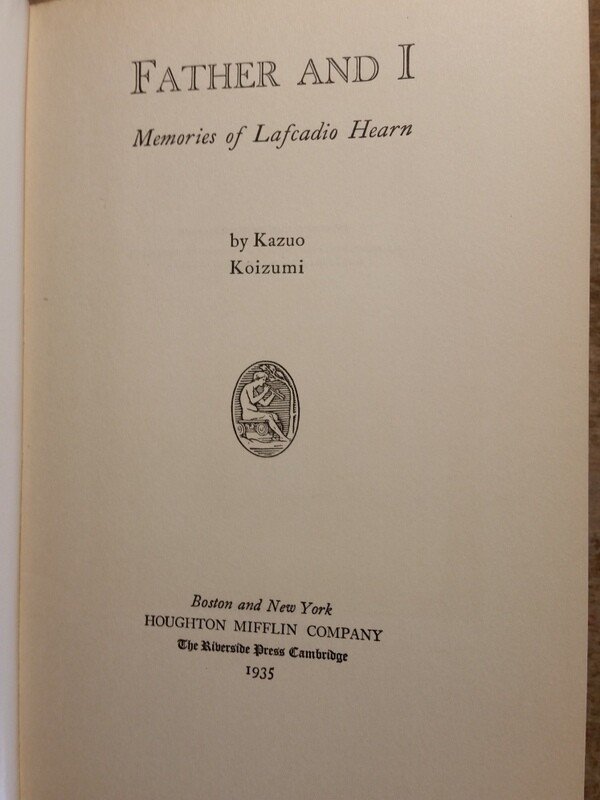 FATHER AND I
Memories of Lafcadio Hearn
by Kazuo
Koizumi
Boston and New York
HOUGHTON MIFFLIN COMPANY
The Riverside Press Cambridge
1935